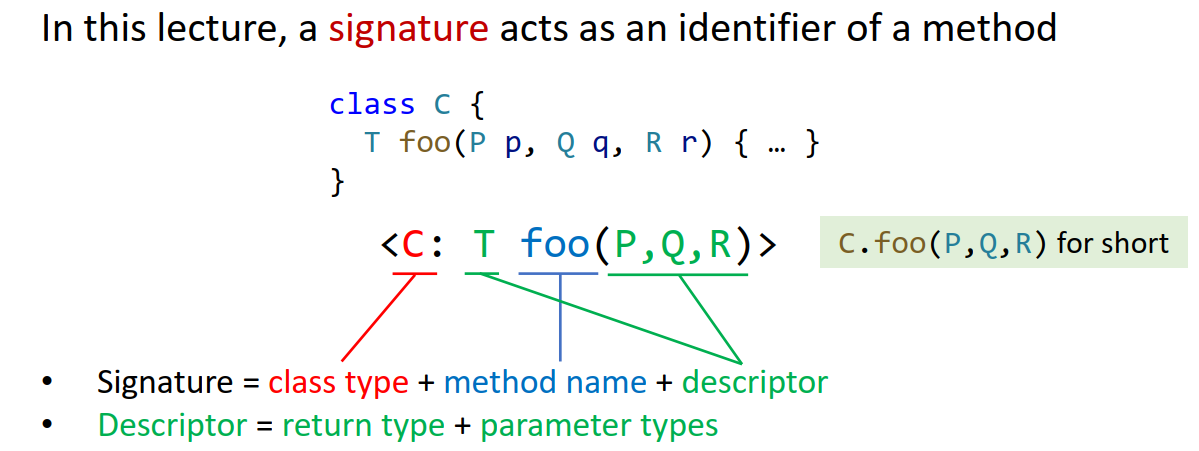 In this lecture, a signature acts as an identifier of a method
class C {
T foo(P p, Q q, R r) { … }
}
<C: T foo(P,Q,R)>
C.foo(P,Q,R) for short
• Signature = class type + method name + descriptor
• Descriptor = return type + parameter types